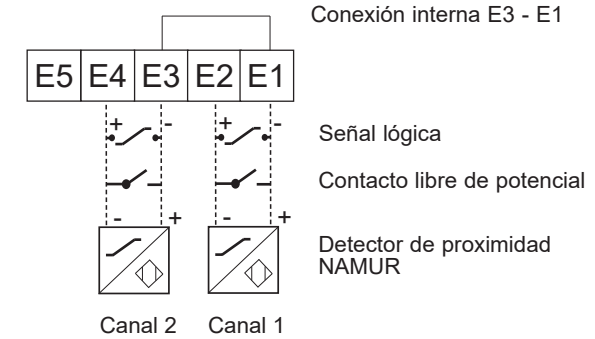 Conexión interna E3 - E1
E5 E4 E3 E2 E1
+ - + -
Señal lógica
Contacto libre de potencial
- + - +
Detector de proximidad
NAMUR
Canal 2 Canal 1